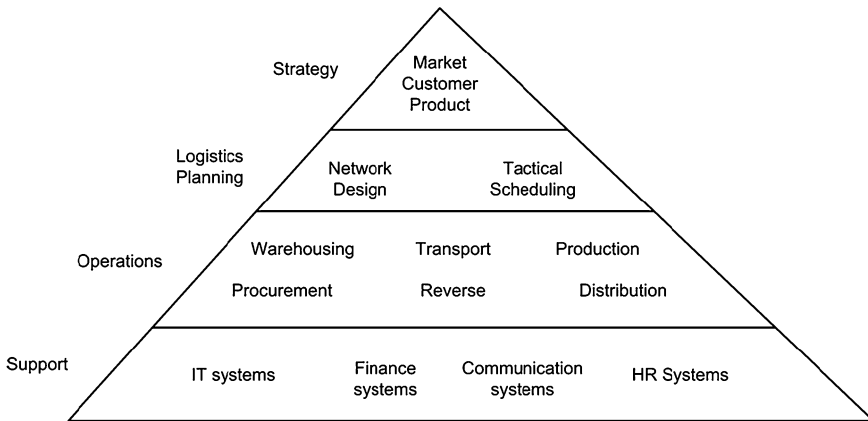 Strategy
Market
Customer
Product
Logistics
Planning
Network
Design
Tactical
Scheduling
Operations
Warehousing Transport Production
Procurement Reverse Distribution
Support
IT systems
Finance
systems
Communication
systems
HR Systems